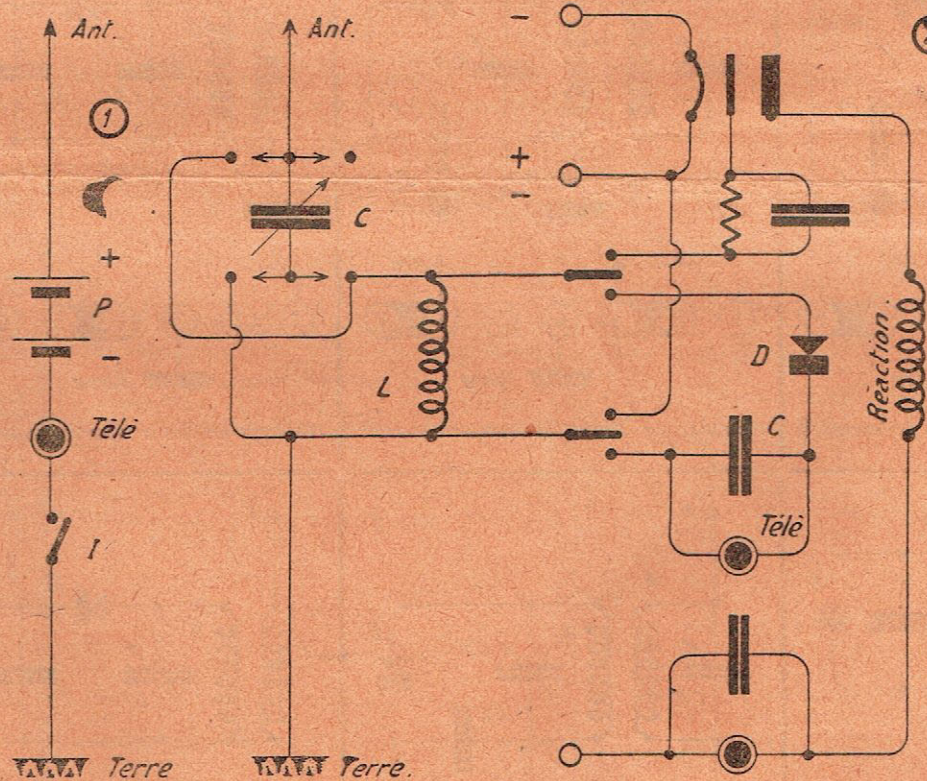 Ant.
Ant.
-
1
+
-
C
+
P
-
L
D
Télé
C
Réaction.
I
Télé
Terre
Terre.